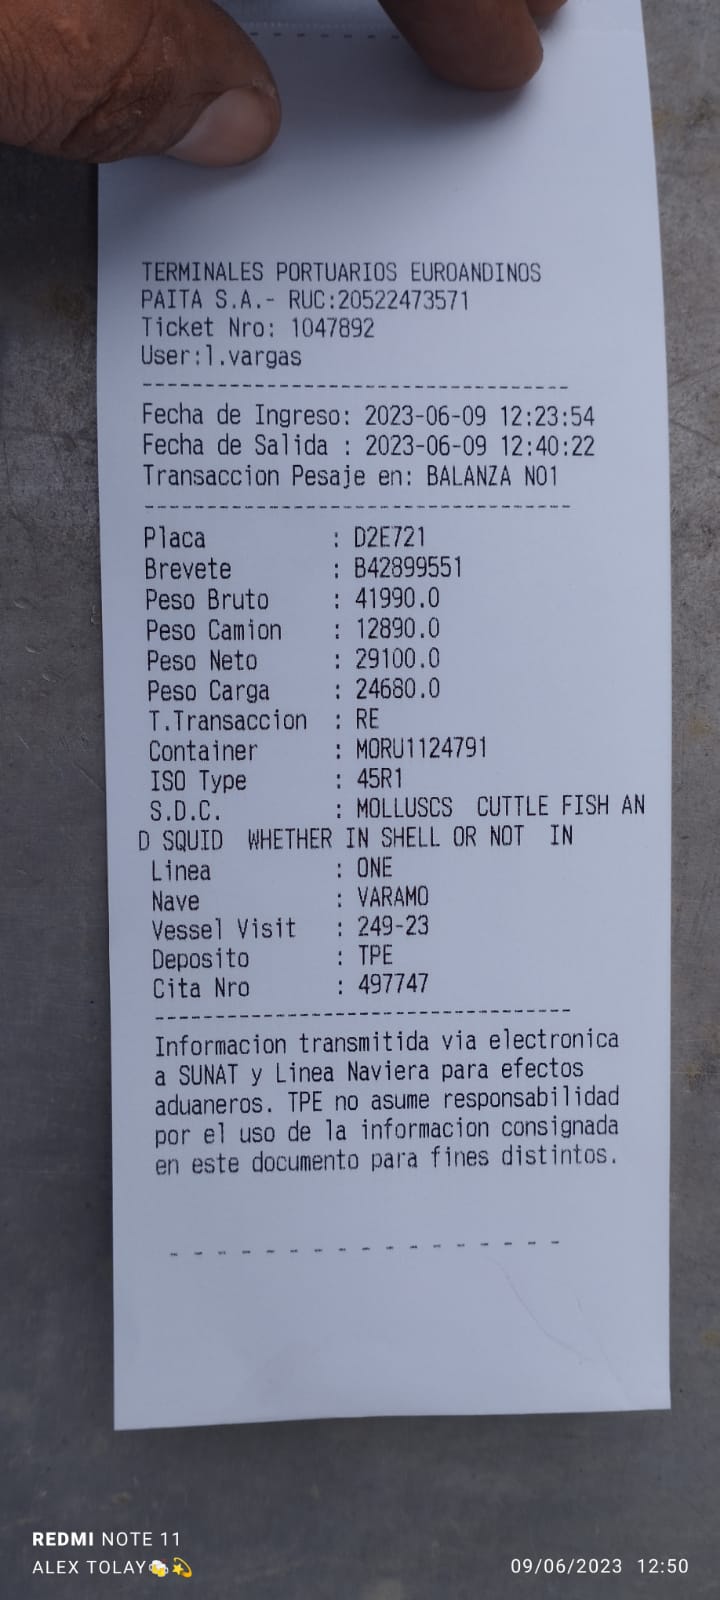 TERMINALES PORTUARIOS EUROANDINOS
PAITA S.A.- RUC:20522473571
Ticket Nro: 1047892
User:l.vargas
-----------------------------------
Fecha de Ingreso: 2023-06-09 12:23:54
Fecha de Salida : 2023-06-09 12:40:22
Transaccion Pesaje en: BALANZA NO1
-----------------------------------
Placa : D2E721
Brevete : B42899551
Peso Bruto : 41990.0
Peso Camion : 12890.0
Peso Neto : 29100.0
Peso Carga : 24680.0
T.Transaccion : RE
Container : MORU1124791
ISO Type : 45R1
S.D.C. : MOLLUSCS CUTTLE FISH AN
D SQUID WHETHER IN SHELL OR NOT IN
Linea : ONE
Nave : VARAMO
Vessel Visit : 249-23
Deposito : TPE
Cita Nro : 497747
-----------------------------------
Informacion transmitida via electronica
a SUNAT y Linea Naviera para efectos
aduaneros. TPE no asume responsabilidad
por el uso de la informacion consignada
en este documento para fines distintos.
- - - - - - - - - - - - - - - - -
REDMI NOTE 11
ALEX TOLAY🍻💫
09/06/2023 12:50